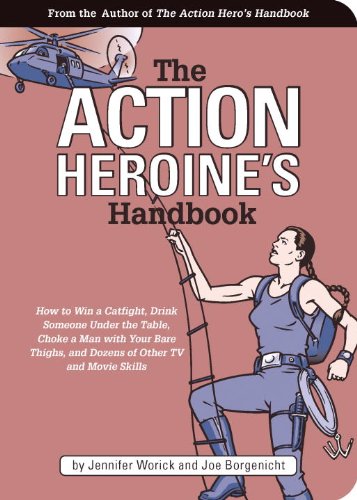 From the Author of The Action Hero's Handbook
The
ACTION
HEROINE'S
Handbook
How to Win a Catfight, Drink
Someone Under the Table,
Choke a Man with Your Bare
Thighs, and Dozens of Other TV
and Movie Skills
by Jennifer Worick and Joe Borgenicht